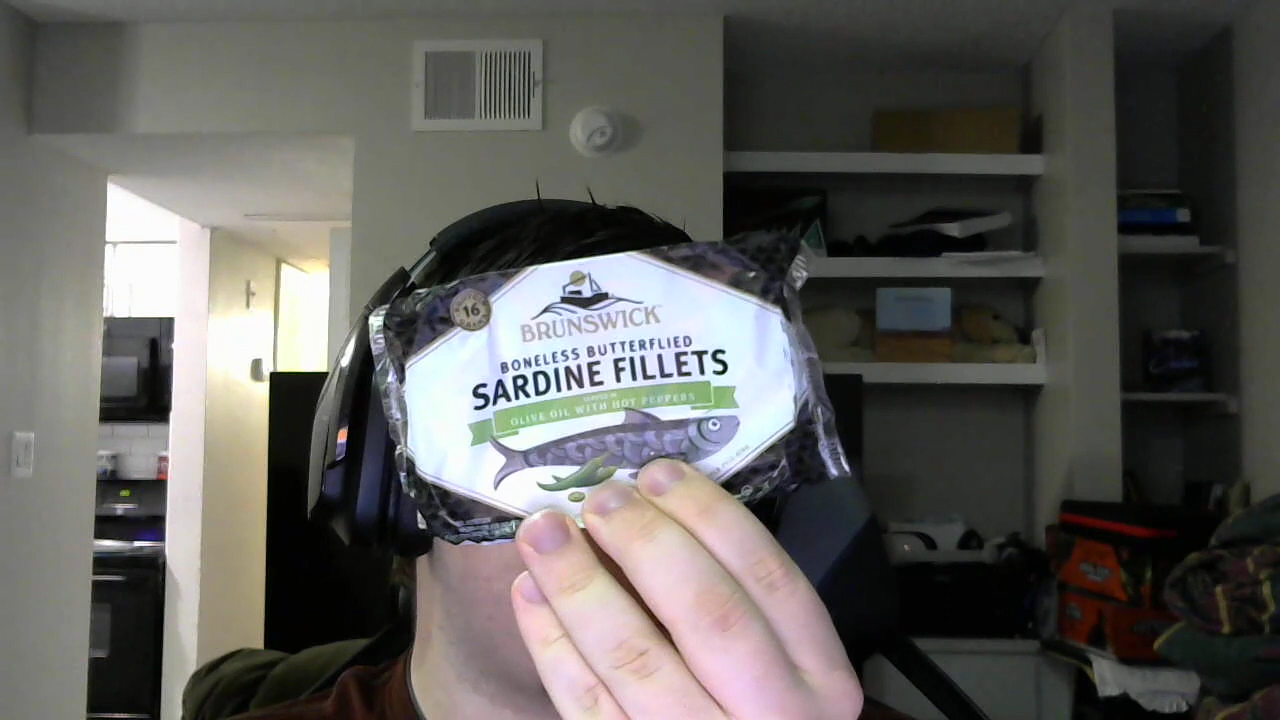 16
BRUNSWICK
BONELESS BUTTERFLIED
SARDINE FILLETS
OLIVE OIL WITH HOT PEPPERS